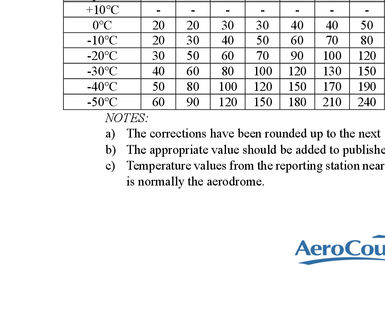 +10°C - - - - - - -
0°C 20 20 30 30 40 40 50
-10°C 20 30 40 50 60 70 80
-20°C 30 50 60 70 90 100 120
-30°C 40 60 80 100 120 130 150
-40°C 50 80 100 120 150 170 190
-50°C 60 90 120 150 180 210 240
NOTES:
a) The corrections have been rounded up to the next
b) The appropriate value should be added to publishe
c) Temperature values from the reporting station near
is normally the aerodrome.
AeroCou